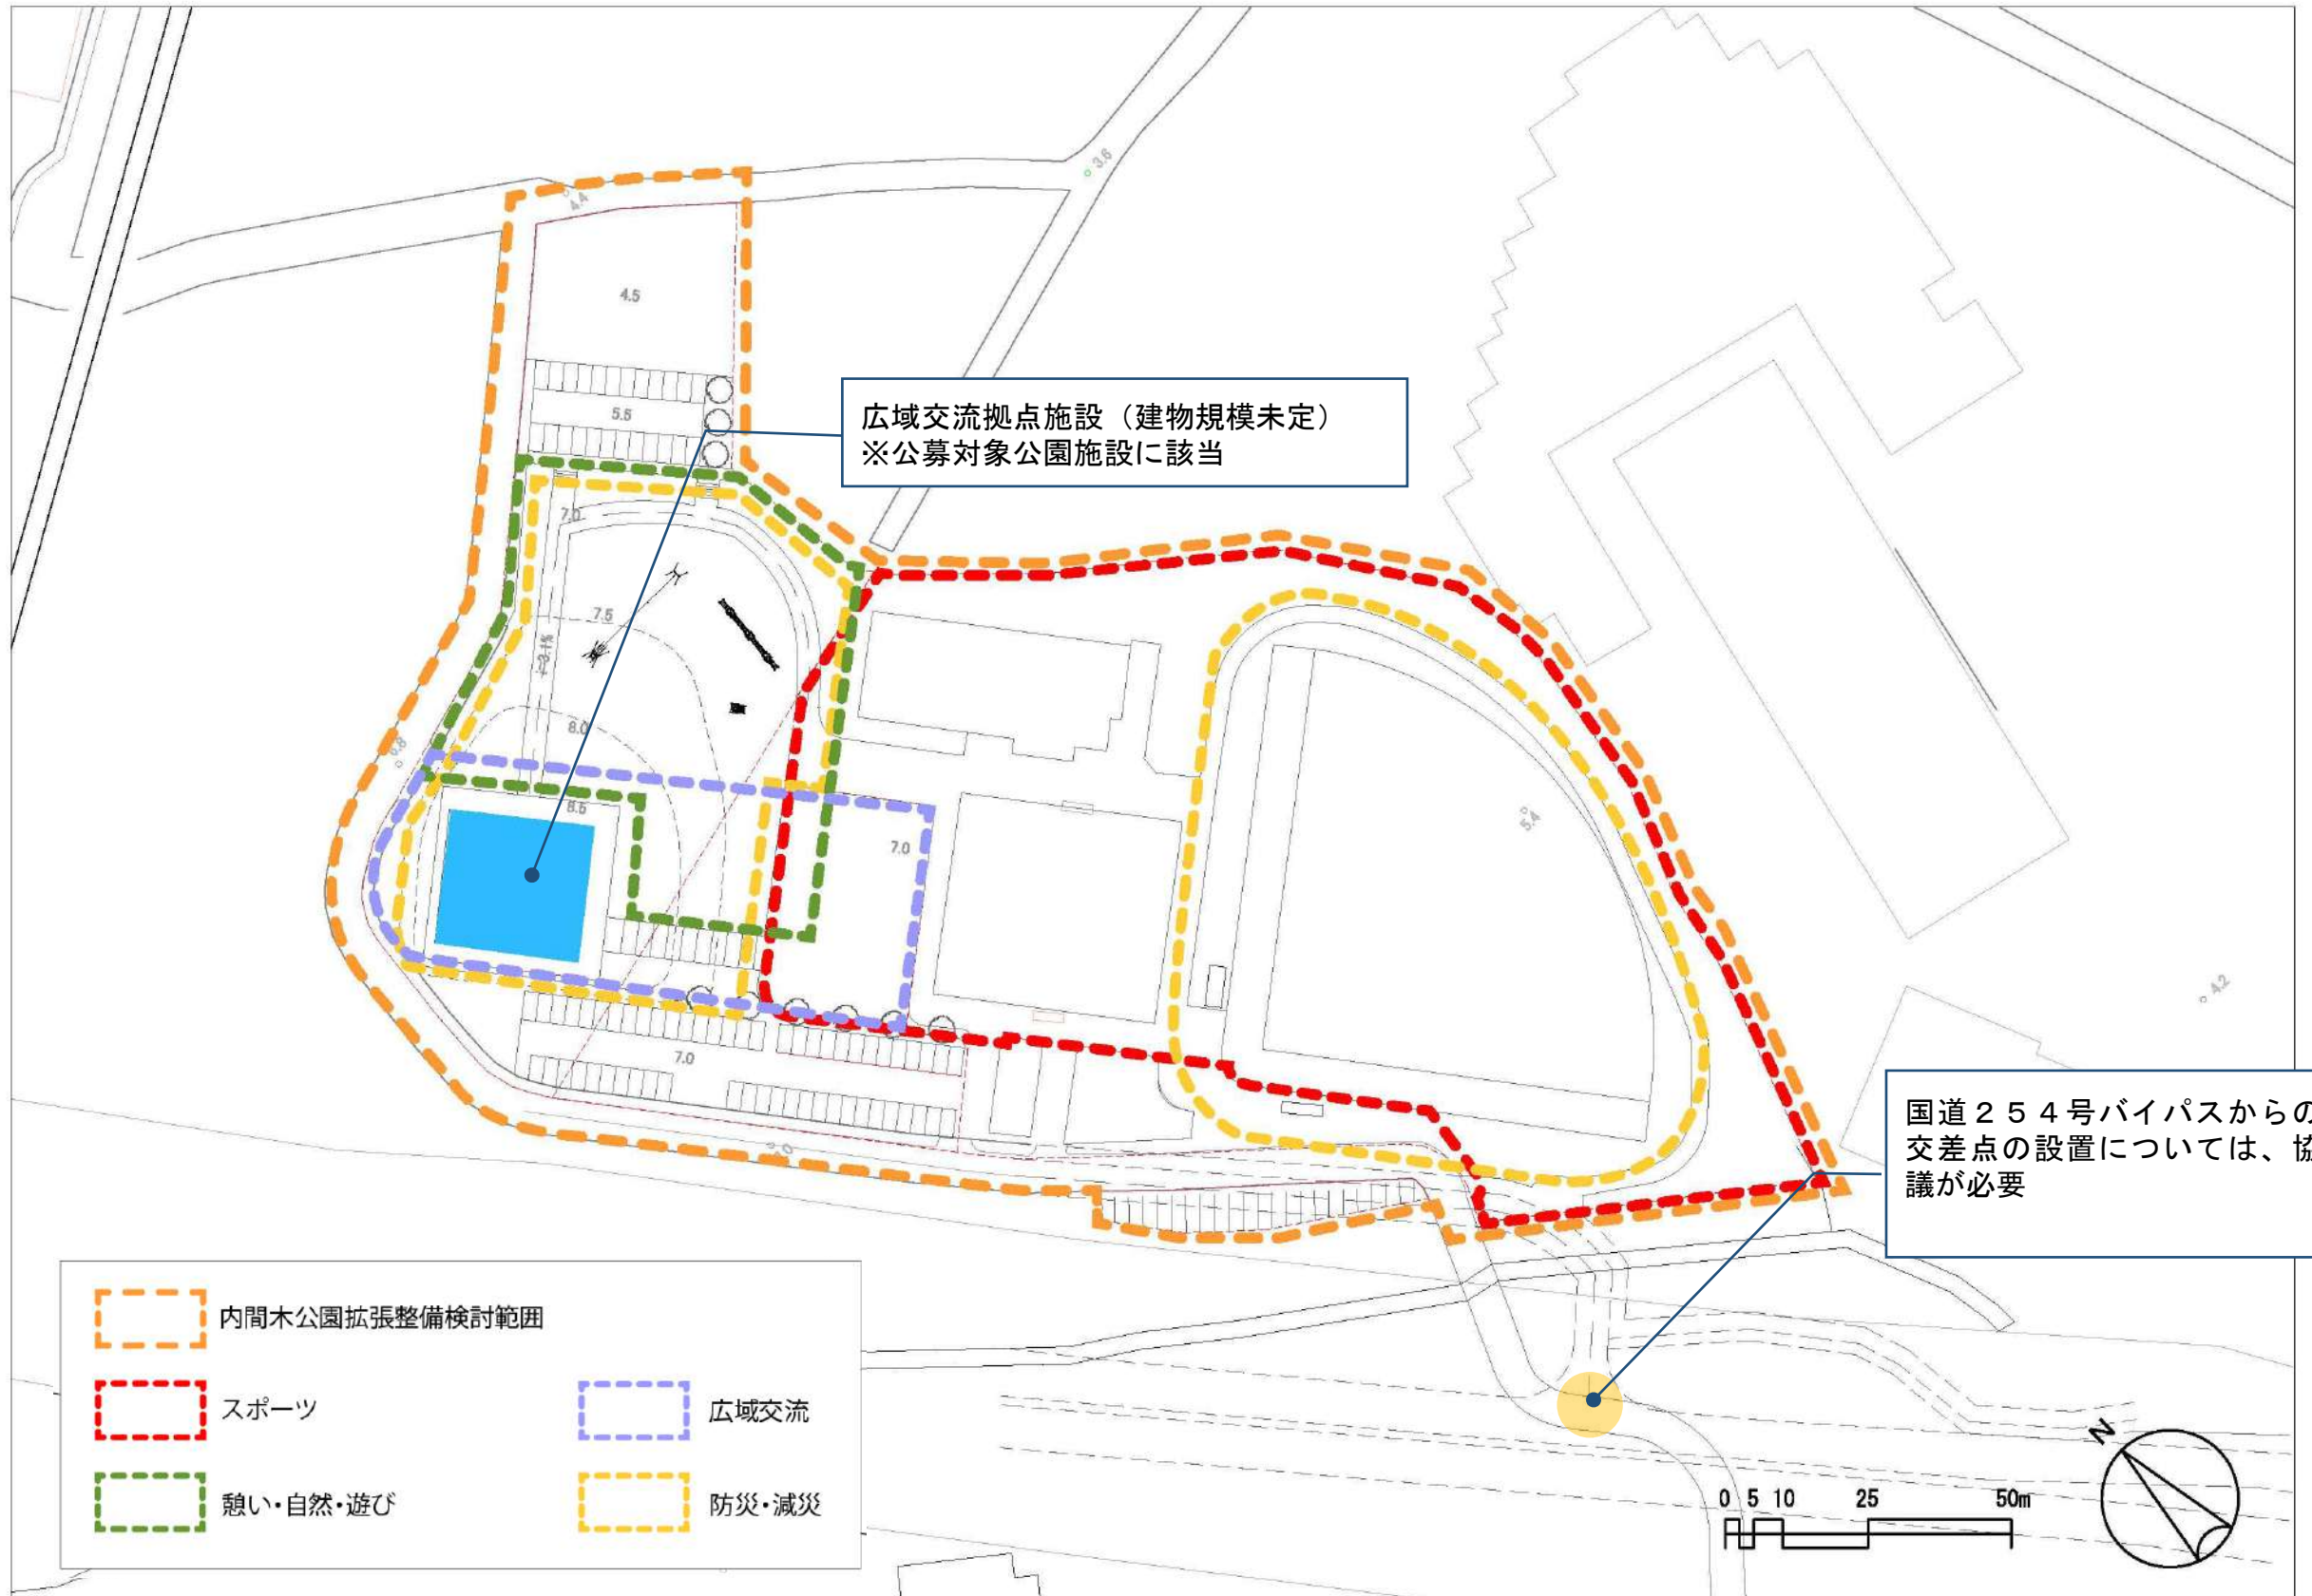 3.6
4.4
4.5
5.5
広域交流拠点施設（建物規模未定）
※公募対象公園施設に該当
7.0
7.5
i=3.1%
8.0
6.8
8.5
7.0
5.4
4.2
7.0
7.0
国道２５４号バイパスからの
交差点の設置については、協
議が必要
内間木公園拡張整備検討範囲
スポーツ
広域交流
憩い・自然・遊び
防災・減災
N
0 5 10 25 50m